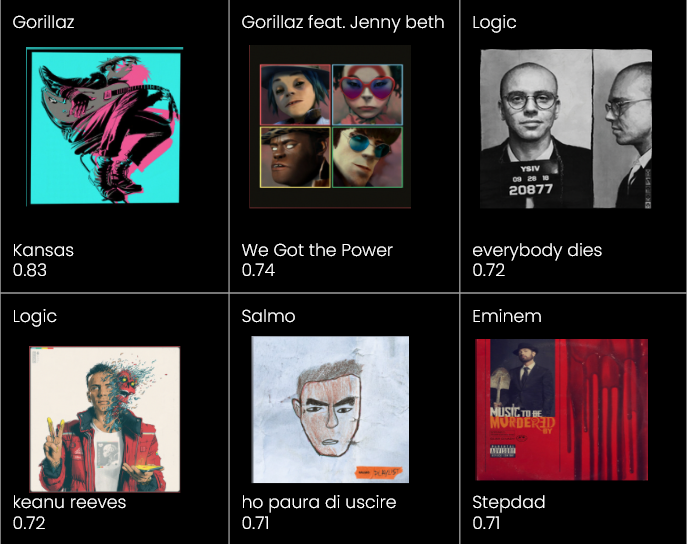 Gorillaz
Kansas
0.83
Gorillaz feat. Jenny beth
We Got the Power
0.74
Logic
YSIV
09 28 18
20877
everybody dies
0.72
Logic
keanu reeves
0.72
Salmo
PLAYLIST
ho paura di uscire
0.71
Eminem
MUSIC TO BE
MURDERED
BY
Stepdad
0.71